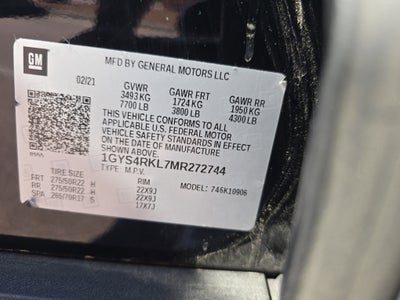 GM
MFD BY GENERAL MOTORS LLC
02/21
GVWR GAWR FRT GAWR RR
3493 KG 1724 KG 1950 KG
7700 LB 3800 LB 4300 LB
THIS VEHICLE CONFORMS TO ALL
APPLICABLE U.S. FEDERAL MOTOR
VEHICLE SAFETY STANDARDS IN EFFECT
ON THE DATE OF MANUFACTURE
SHOWN ABOVE.
1GYS4RKL7MR272744
TYPE: M.P.V. 746K10906
TIRE SIZE RIM
FRT 275/50R22 H 22X9J
RR 275/50R22 H 22X9J
SP 265/70R17 S 17X7J